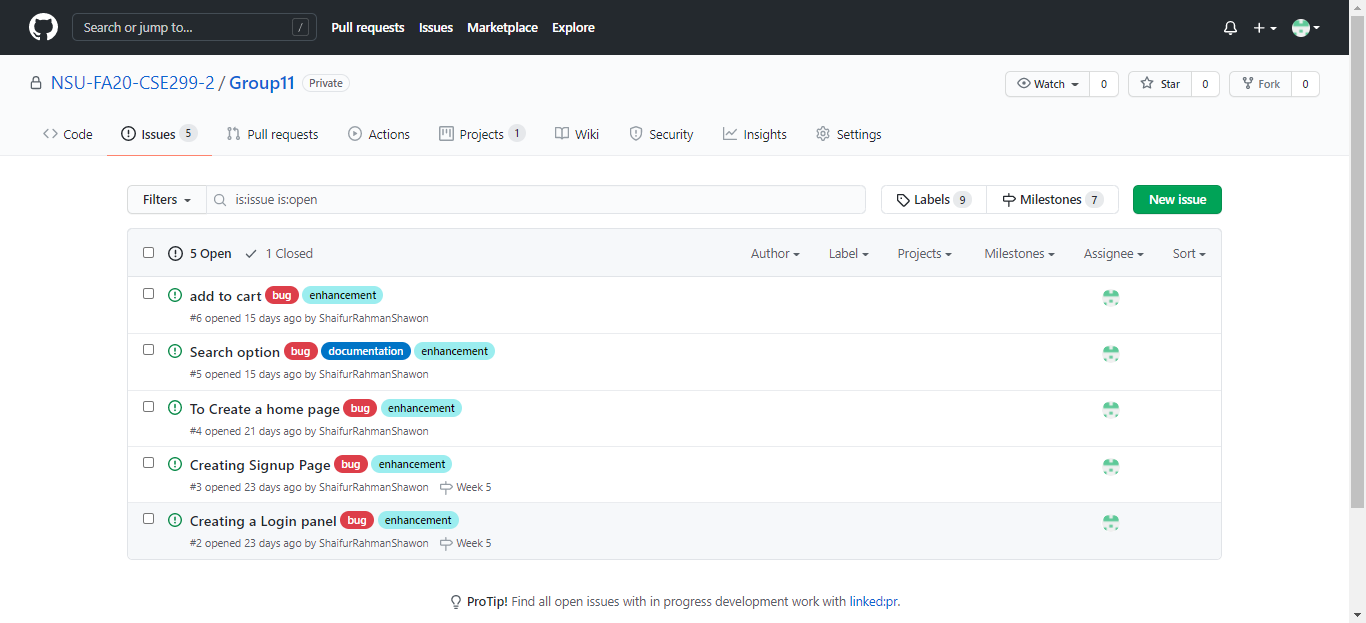 Search or jump to... / Pull requests Issues Marketplace Explore
NSU-FA20-CSE299-2 / Group11 Private Watch 0 Star 0 Fork 0
Code Issues 5 Pull requests Actions Projects 1 Wiki Security Insights Settings
Filters is:issue is:open Labels 9 Milestones 7 New issue
5 Open 1 Closed Author Label Projects Milestones Assignee Sort
add to cart bug enhancement
#6 opened 15 days ago by ShaifurRahmanShawon
Search option bug documentation enhancement
#5 opened 15 days ago by ShaifurRahmanShawon
To Create a home page bug enhancement
#4 opened 21 days ago by ShaifurRahmanShawon
Creating Signup Page bug enhancement
#3 opened 23 days ago by ShaifurRahmanShawon Week 5
Creating a Login panel bug enhancement
#2 opened 23 days ago by ShaifurRahmanShawon Week 5
ProTip! Find all open issues with in progress development work with linked:pr.